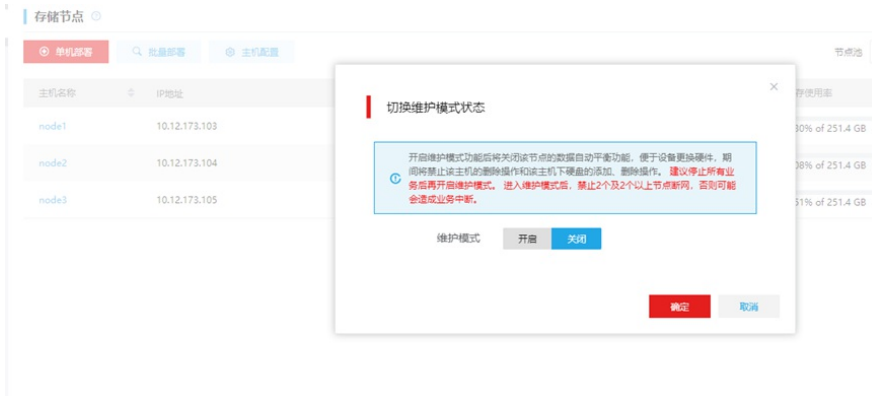 存储节点
单机部署 批量部署 主机配置 节点池
主机名称 IP地址 存使用率
node1 10.12.173.103 30% of 251.4 GB
node2 10.12.173.104 08% of 251.4 GB
node3 10.12.173.105 51% of 251.4 GB
切换维护模式状态
开启维护模式功能后将关闭该节点的数据自动平衡功能，便于设备更换硬件，期
间将禁止该主机的删除操作和该主机下硬盘的添加、删除操作。建议停止所有业
务后再开启维护模式。进入维护模式后，禁止2个及2个以上节点断网，否则可能
会造成业务中断。
维护模式 开启 关闭
确定 取消